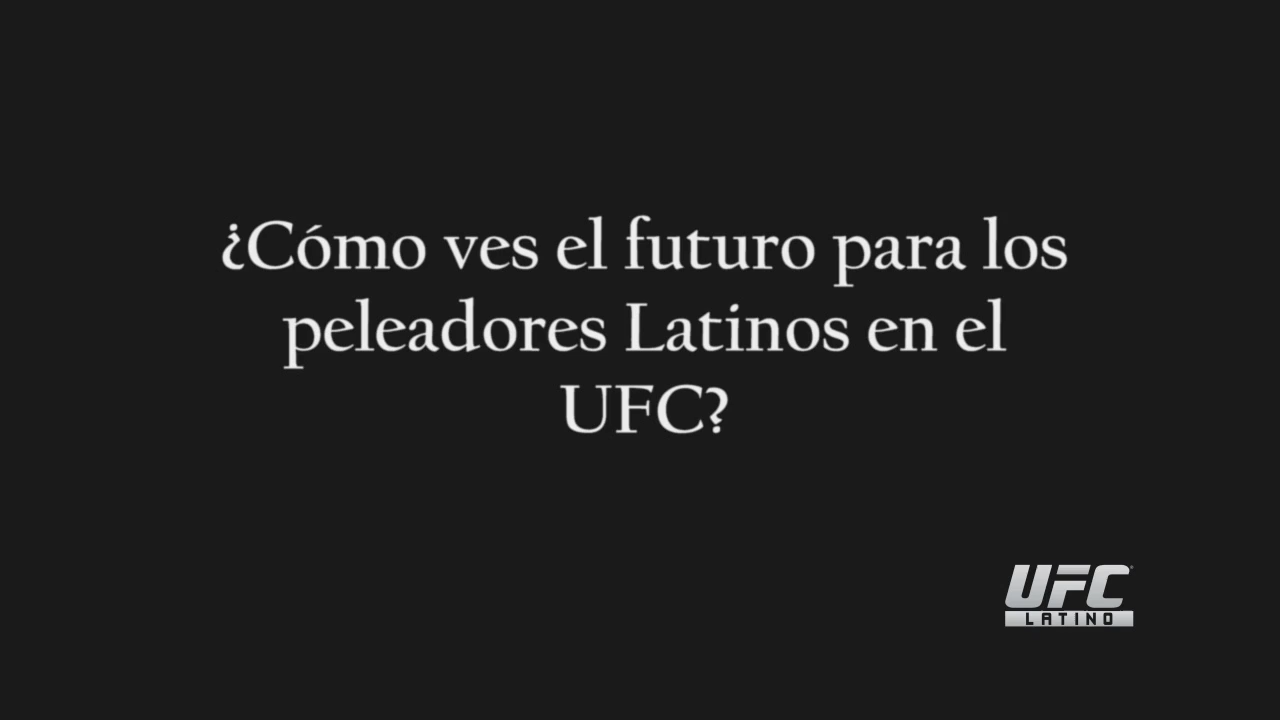 ¿Cómo ves el futuro para los
peleadores Latinos en el
UFC?
UFC
LATINO